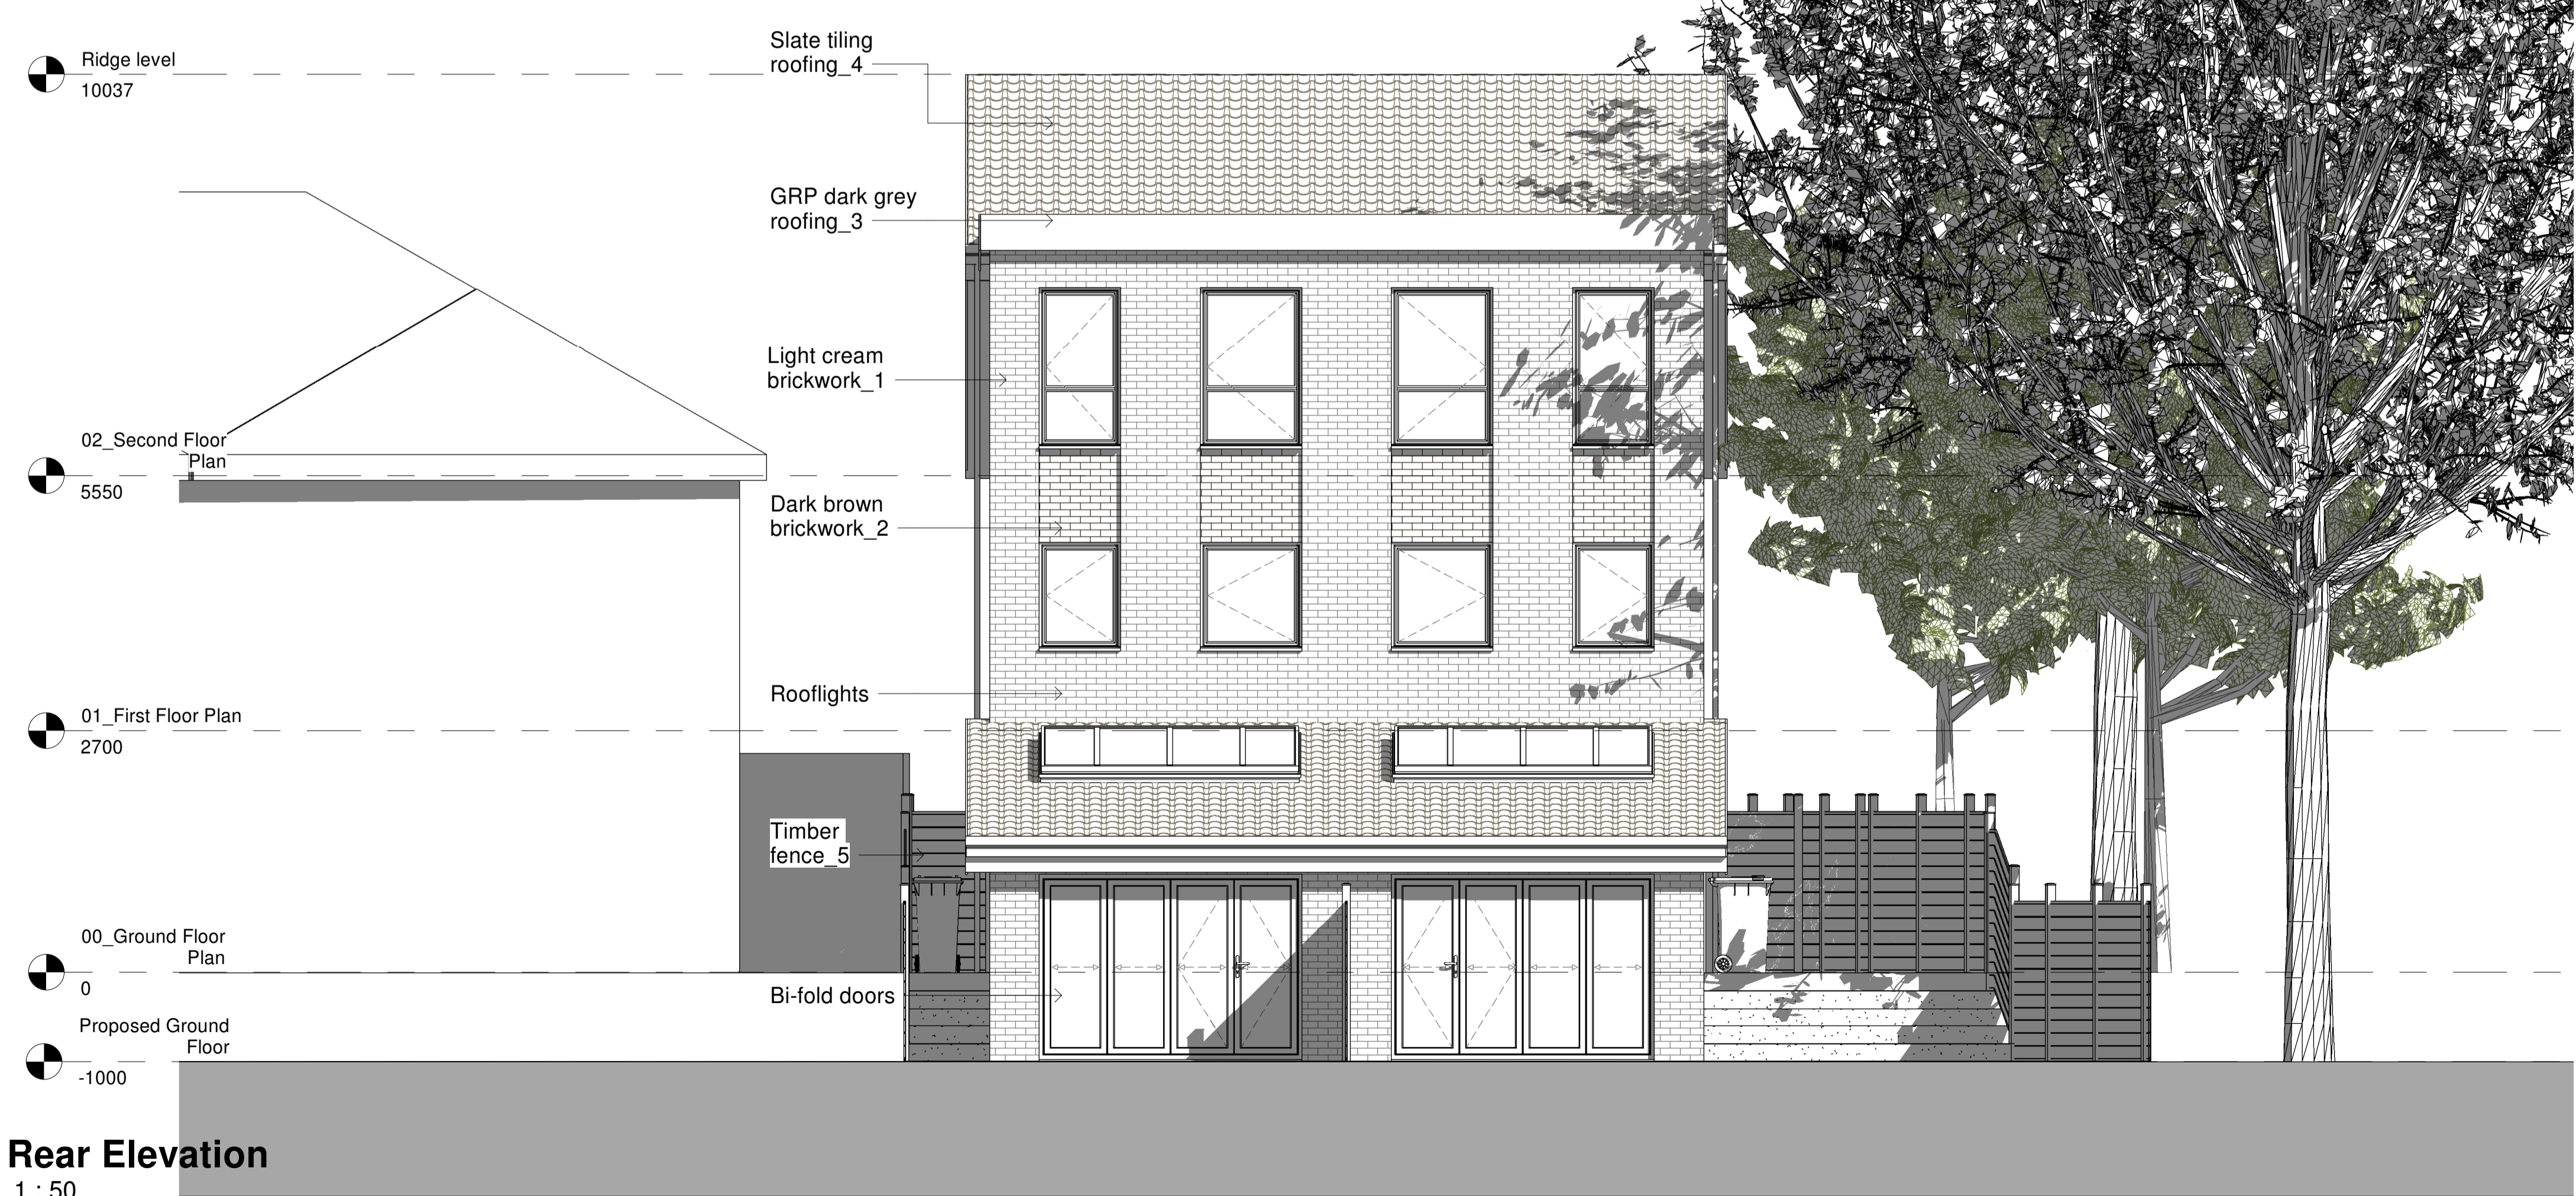 Ridge level
10037
Slate tiling
roofing_4
GRP dark grey
roofing_3
Light cream
brickwork_1
02_Second Floor
Plan
5550
Dark brown
brickwork_2
Rooflights
01_First Floor Plan
2700
Timber
fence_5
00_Ground Floor
Plan
0
Bi-fold doors
Proposed Ground
Floor
-1000
Rear Elevation
1 : 50